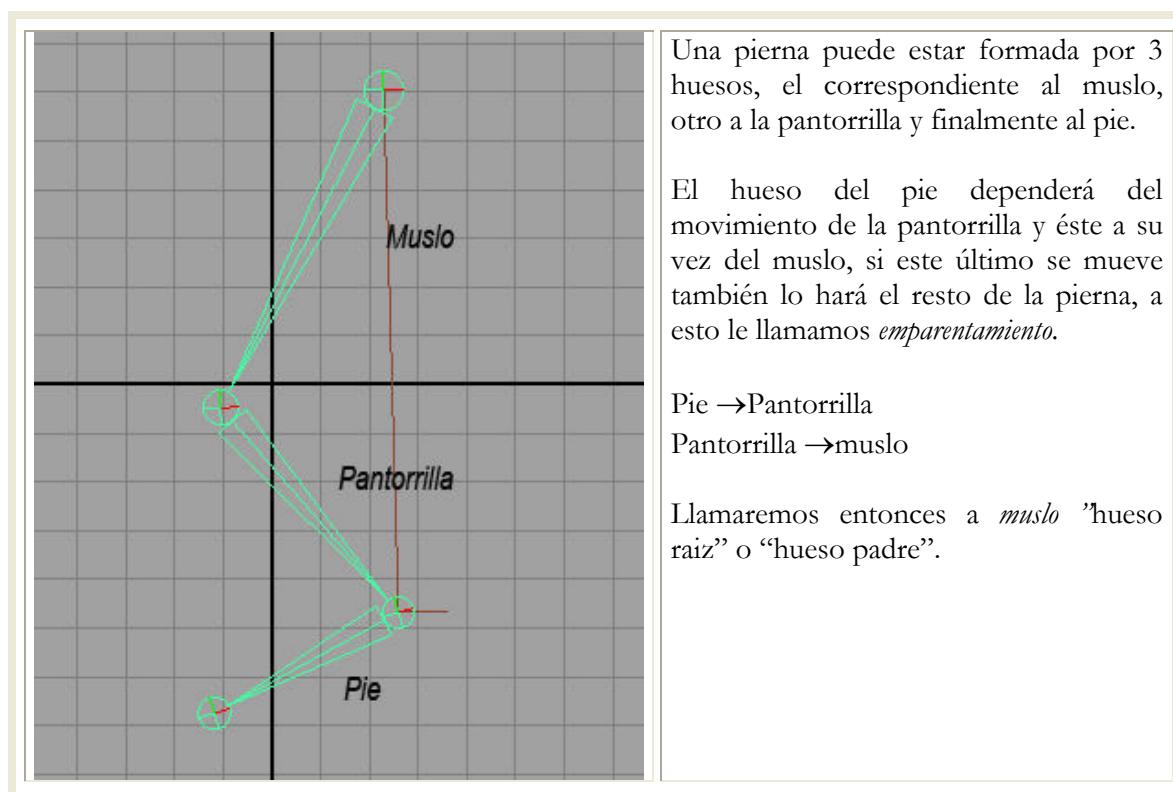 Muslo
Pantorrilla
Pie
Una pierna puede estar formada por 3
huesos, el correspondiente al muslo,
otro a la pantorrilla y finalmente al pie.
El hueso del pie dependerá del
movimiento de la pantorrilla y éste a su
vez del muslo, si este último se mueve
también lo hará el resto de la pierna, a
esto le llamamos emparentamiento.
Pie →Pantorrilla
Pantorrilla →muslo
Llamaremos entonces a muslo ”hueso
raiz” o “hueso padre”.